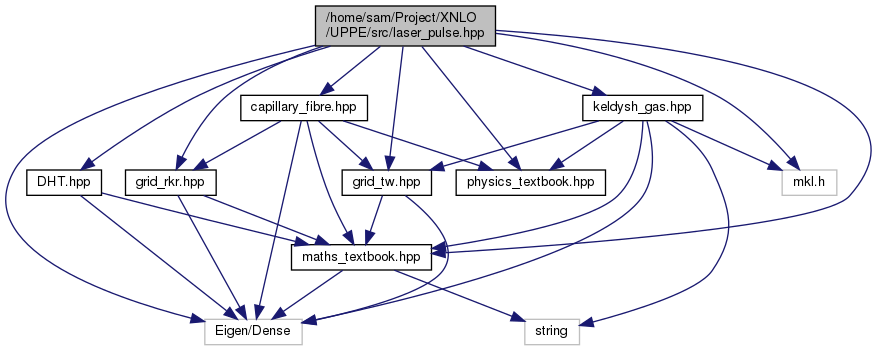 /home/sam/Project/XNLO
/UPPE/src/laser_pulse.hpp
capillary_fibre.hpp
keldysh_gas.hpp
DHT.hpp
grid_rkr.hpp
grid_tw.hpp
physics_textbook.hpp
mkl.h
maths_textbook.hpp
Eigen/Dense
string